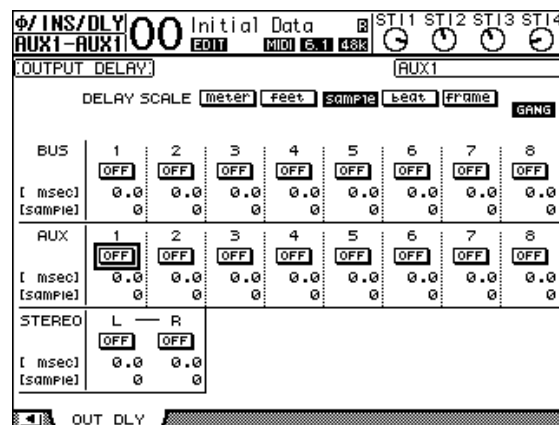 Φ/INS/DLY 00 Initial Data R ST11 ST12 ST13 ST14
AUX1-AUX1 EDIT MIDI 6.1 48k
OUTPUT DELAY AUX1
DELAY SCALE meter feet sample beat frame GANG
BUS 1 2 3 4 5 6 7 8
OFF OFF OFF OFF OFF OFF OFF OFF
[ msec] 0.0 0.0 0.0 0.0 0.0 0.0 0.0 0.0
[sample] 0 0 0 0 0 0 0 0
AUX 1 2 3 4 5 6 7 8
OFF OFF OFF OFF OFF OFF OFF OFF
[ msec] 0.0 0.0 0.0 0.0 0.0 0.0 0.0 0.0
[sample] 0 0 0 0 0 0 0 0
STEREO L — R
OFF OFF
[ msec] 0.0 0.0
[sample] 0 0
OUT DLY